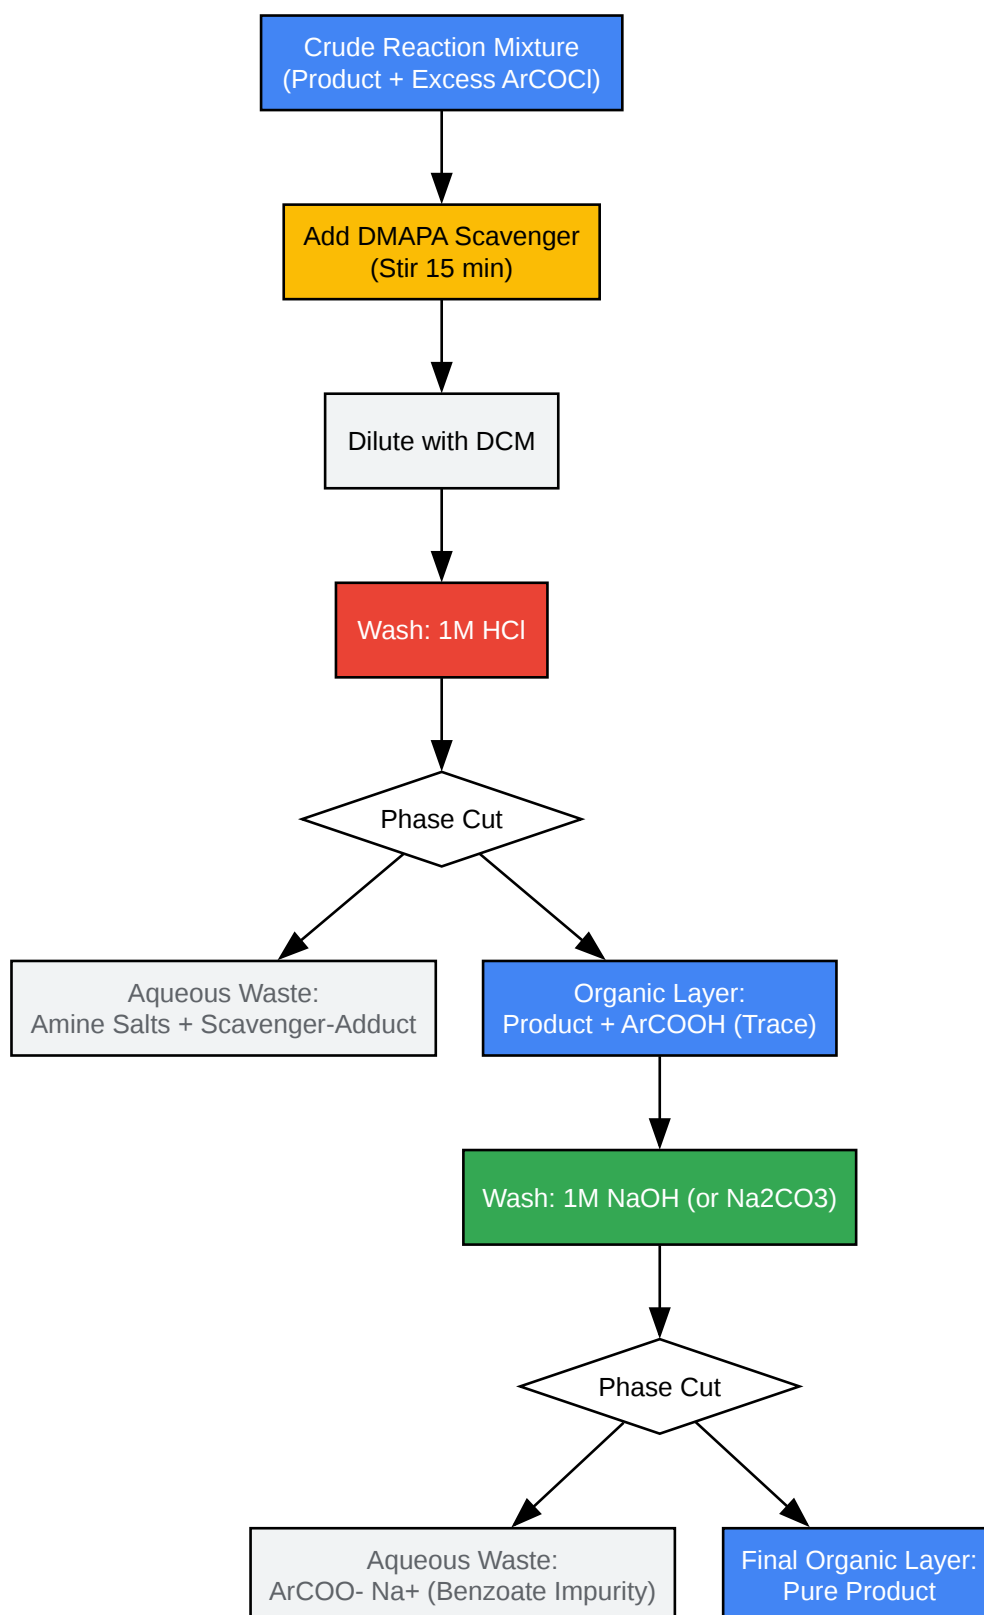 Crude Reaction Mixture
(Product + Excess ArCOCl)
Add DMAPA Scavenger
(Stir 15 min)
Dilute with DCM
Wash: 1M HCl
Phase Cut
Aqueous Waste:
Amine Salts + Scavenger-Adduct
Organic Layer:
Product + ArCOOH (Trace)
Wash: 1M NaOH (or Na2CO3)
Phase Cut
Aqueous Waste:
ArCOO- Na+ (Benzoate Impurity)
Final Organic Layer:
Pure Product